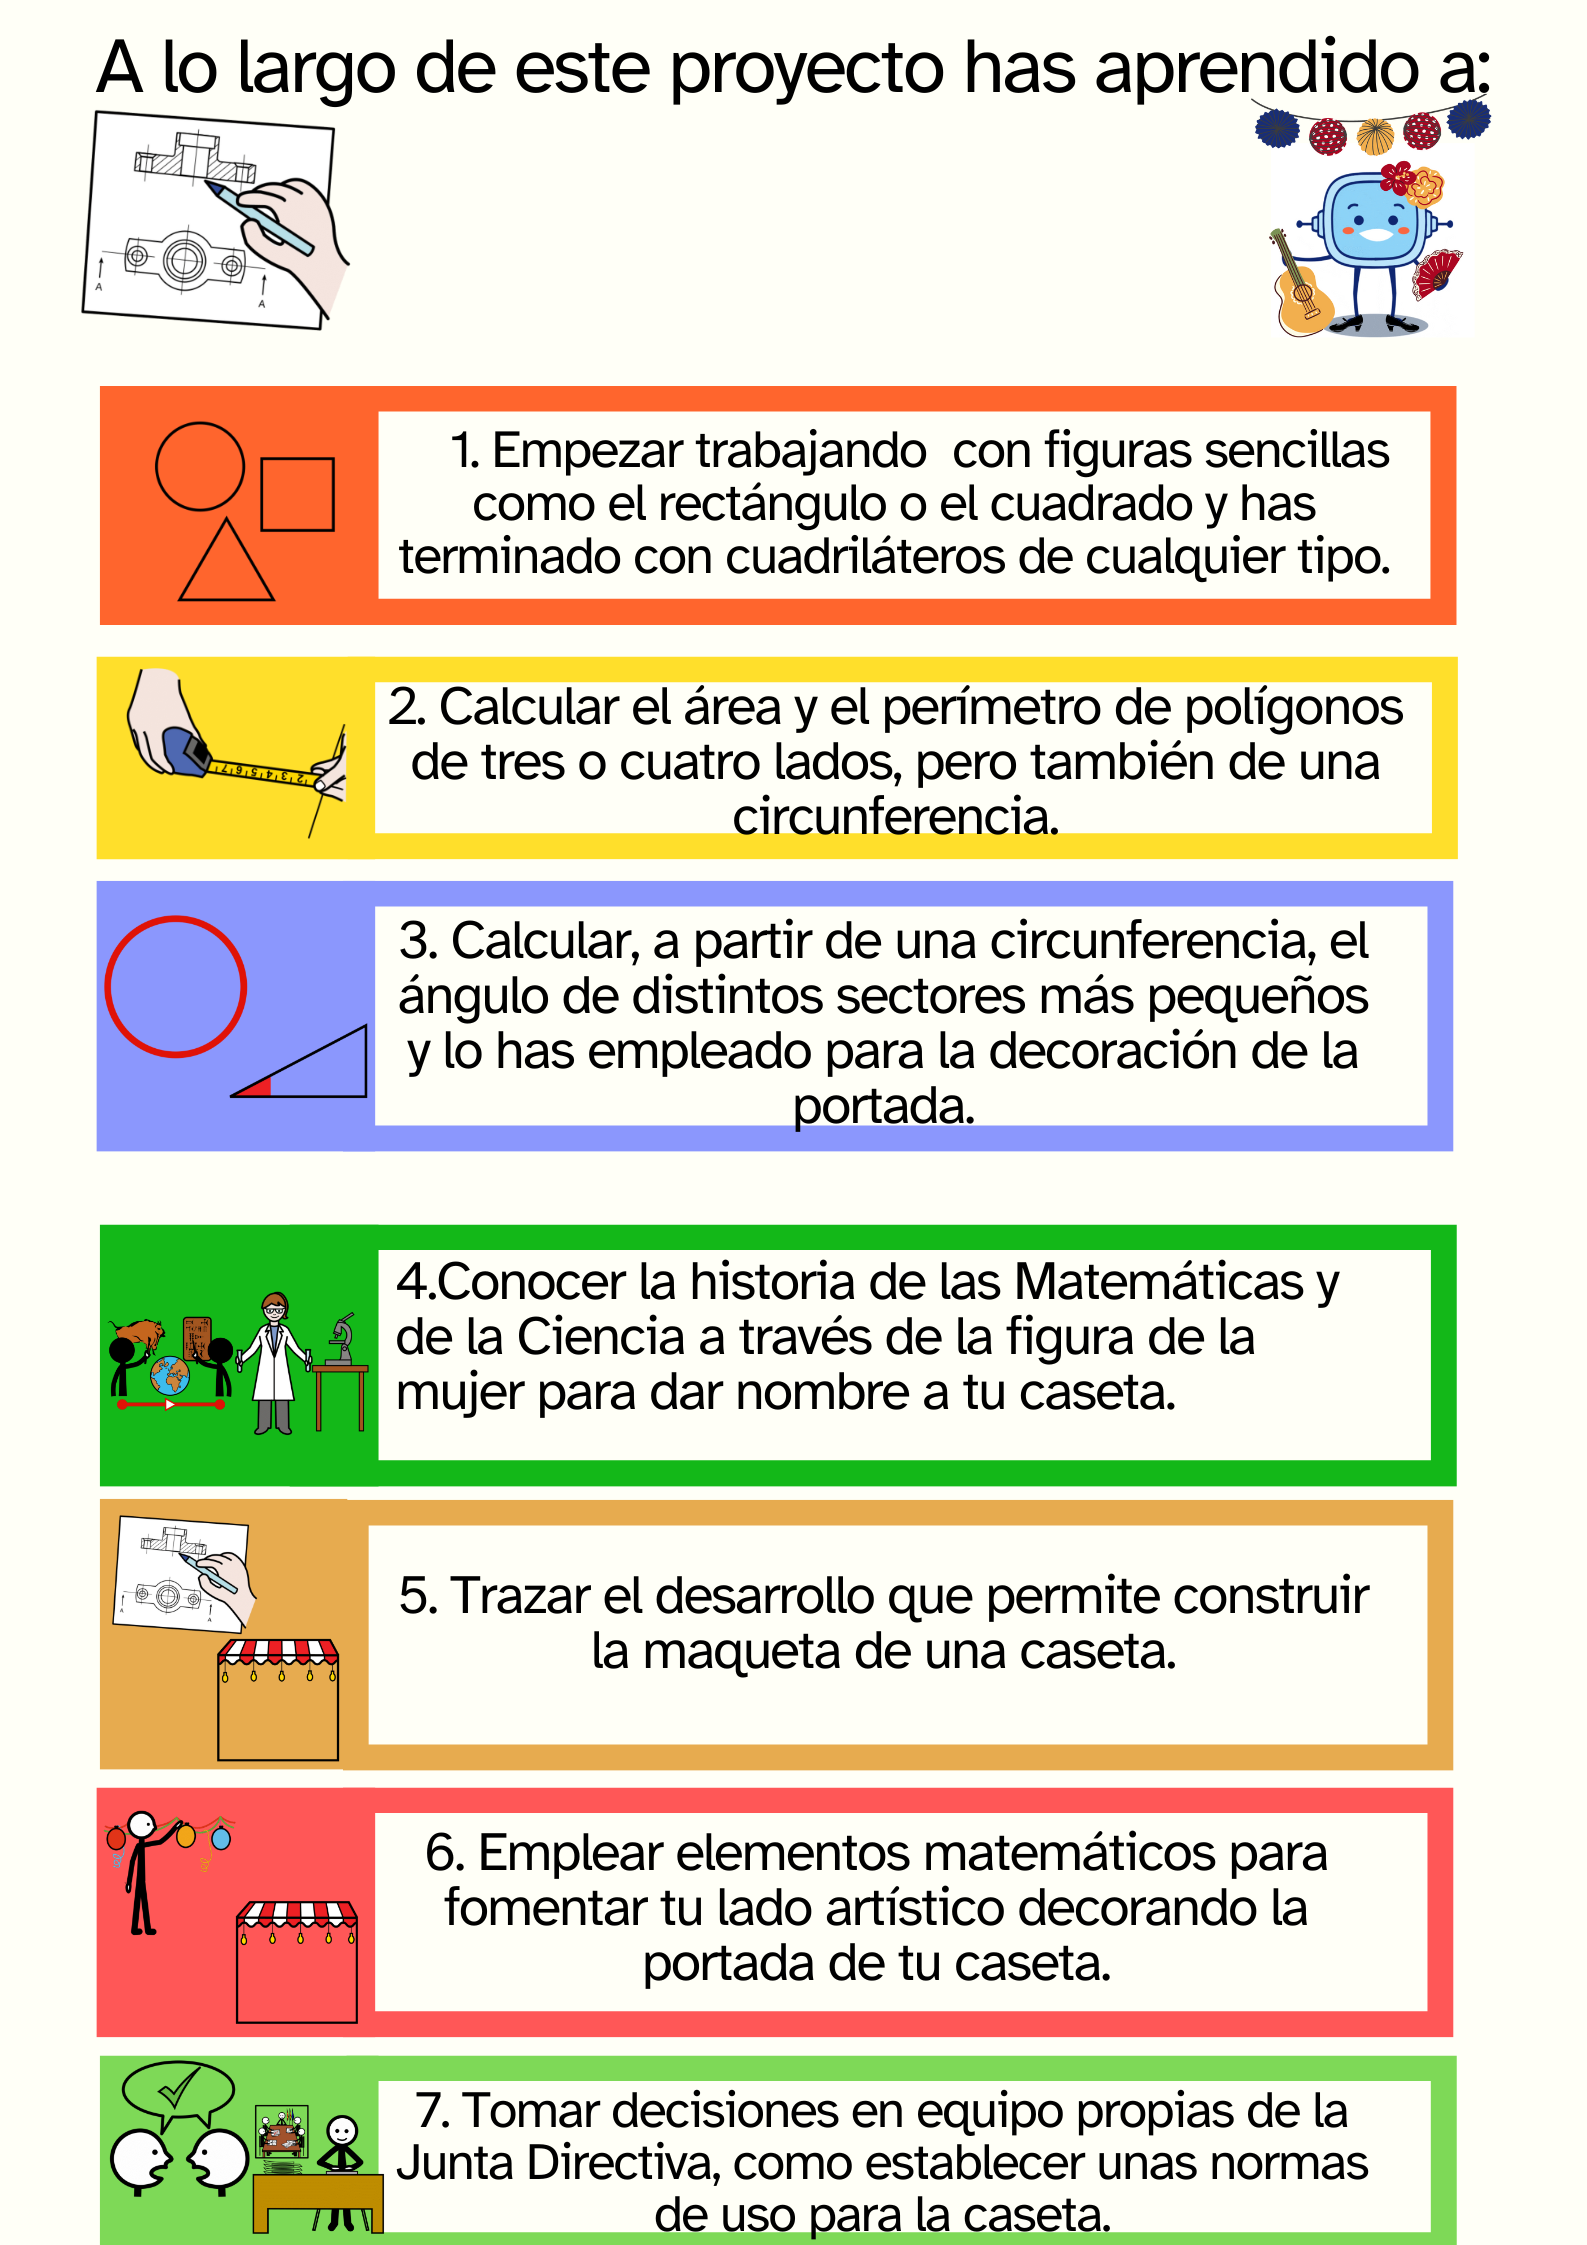 A lo largo de este proyecto has aprendido a:
A
A
1. Empezar trabajando con figuras sencillas
como el rectángulo o el cuadrado y has
terminado con cuadriláteros de cualquier tipo.
2. Calcular el área y el perímetro de polígonos
de tres o cuatro lados, pero también de una
circunferencia.
3. Calcular, a partir de una circunferencia, el
ángulo de distintos sectores más pequeños
y lo has empleado para la decoración de la
portada.
4.Conocer la historia de las Matemáticas y
de la Ciencia a través de la figura de la
mujer para dar nombre a tu caseta.
5. Trazar el desarrollo que permite construir
la maqueta de una caseta.
6. Emplear elementos matemáticos para
fomentar tu lado artístico decorando la
portada de tu caseta.
7. Tomar decisiones en equipo propias de la
Junta Directiva, como establecer unas normas
de uso para la caseta.